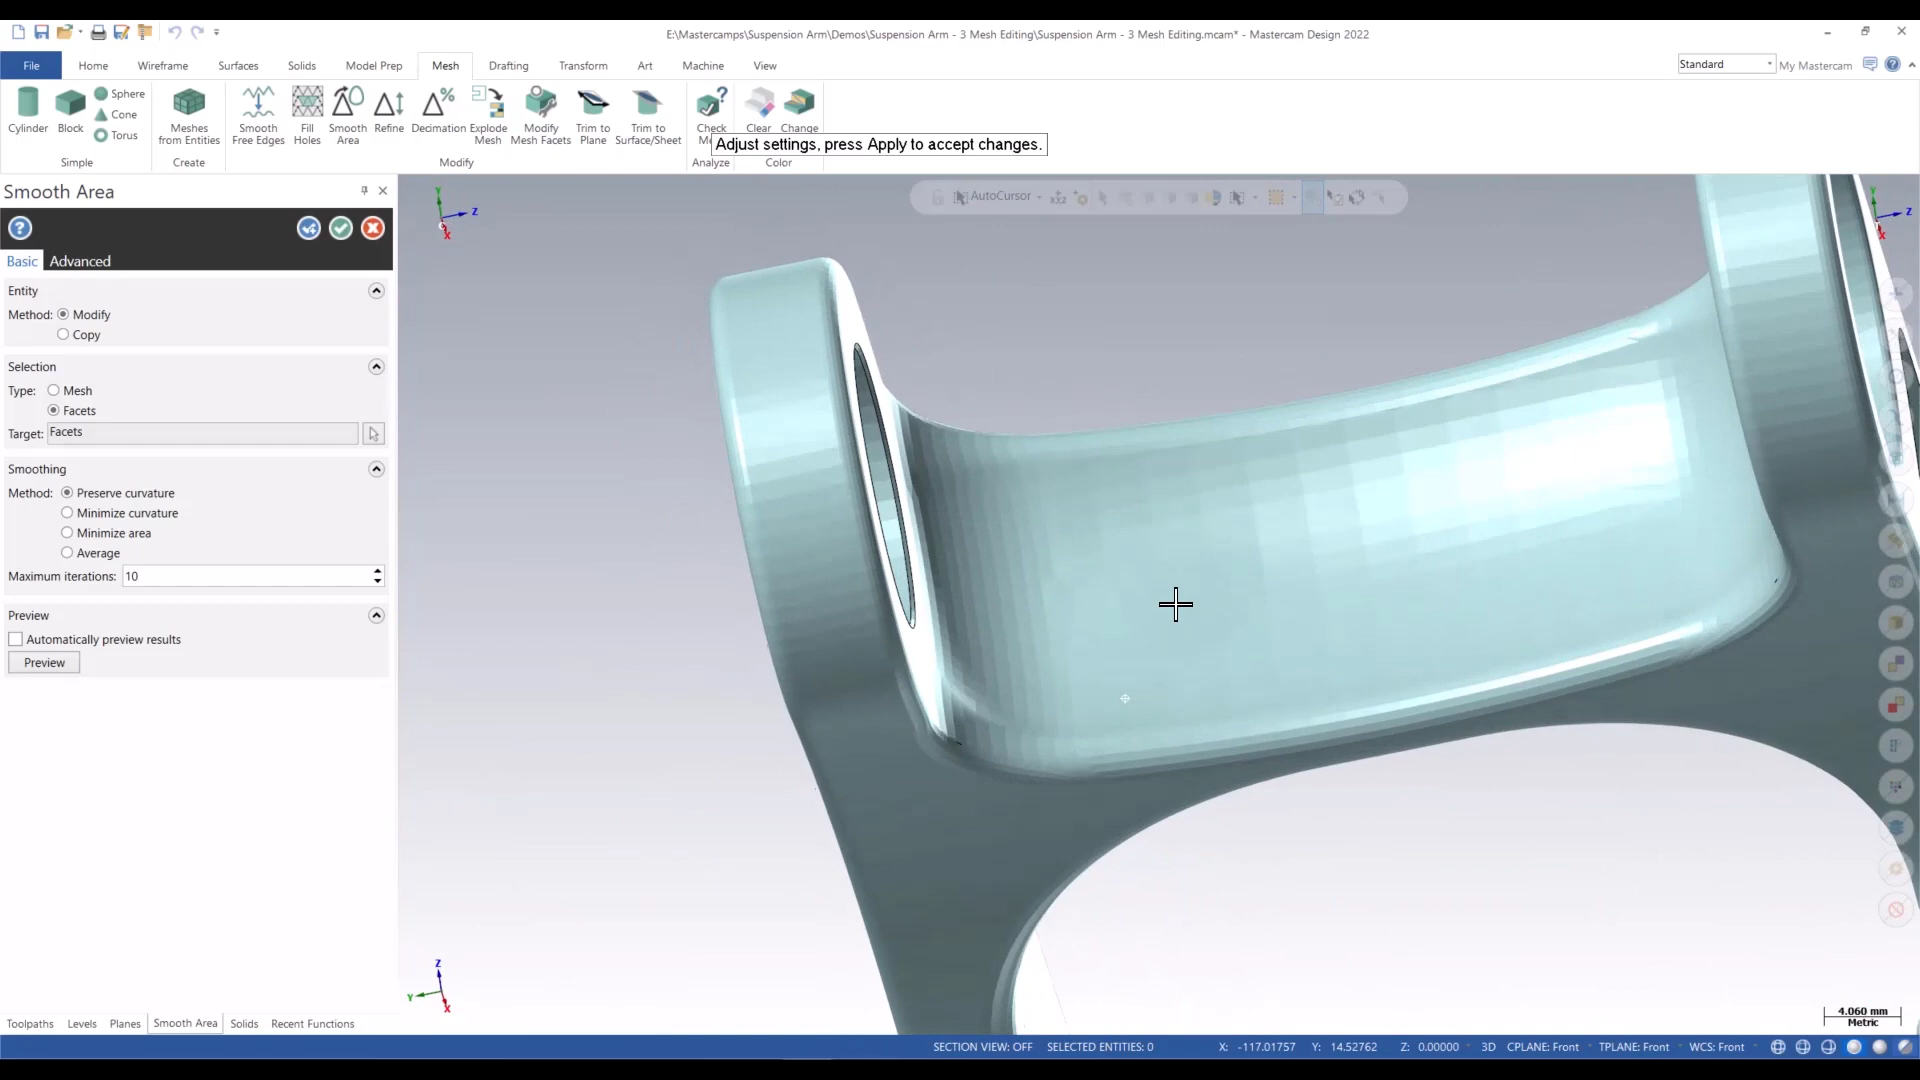 E:\Mastercamps\Suspension Arm\Demos\Suspension Arm - 3 Mesh Editing\Suspension Arm - 3 Mesh Editing.mcam* - Mastercam Design 2022
File Home Wireframe Surfaces Solids Model Prep Mesh Drafting Transform Art Machine View
Standard My Mastercam
Sphere
Cone
Torus
Cylinder Block
Simple
Meshes
from Entities
Create
Smooth
Free Edges
Fill
Holes
Smooth
Area
Refine
Decimation
Explode
Mesh
Modify
Mesh Facets
Trim to
Plane
Trim to
Surface/Sheet
Modify
Check
Analyze
Clear Change
Color
Adjust settings, press Apply to accept changes.
Smooth Area
Basic Advanced
Entity
Method: Modify
Copy
Selection
Type: Mesh
Facets
Target: Facets
Smoothing
Method: Preserve curvature
Minimize curvature
Minimize area
Average
Maximum iterations: 10
Preview
Automatically preview results
Preview
AutoCursor
Y
Z
X
Y
Z
X
Z
Y
X
4.060 mm
Metric
Toolpaths Levels Planes Smooth Area Solids Recent Functions
SECTION VIEW: OFF SELECTED ENTITIES: 0 X: -117.01757 Y: 14.52762 Z: 0.00000 3D CPLANE: Front TPLANE: Front WCS: Front